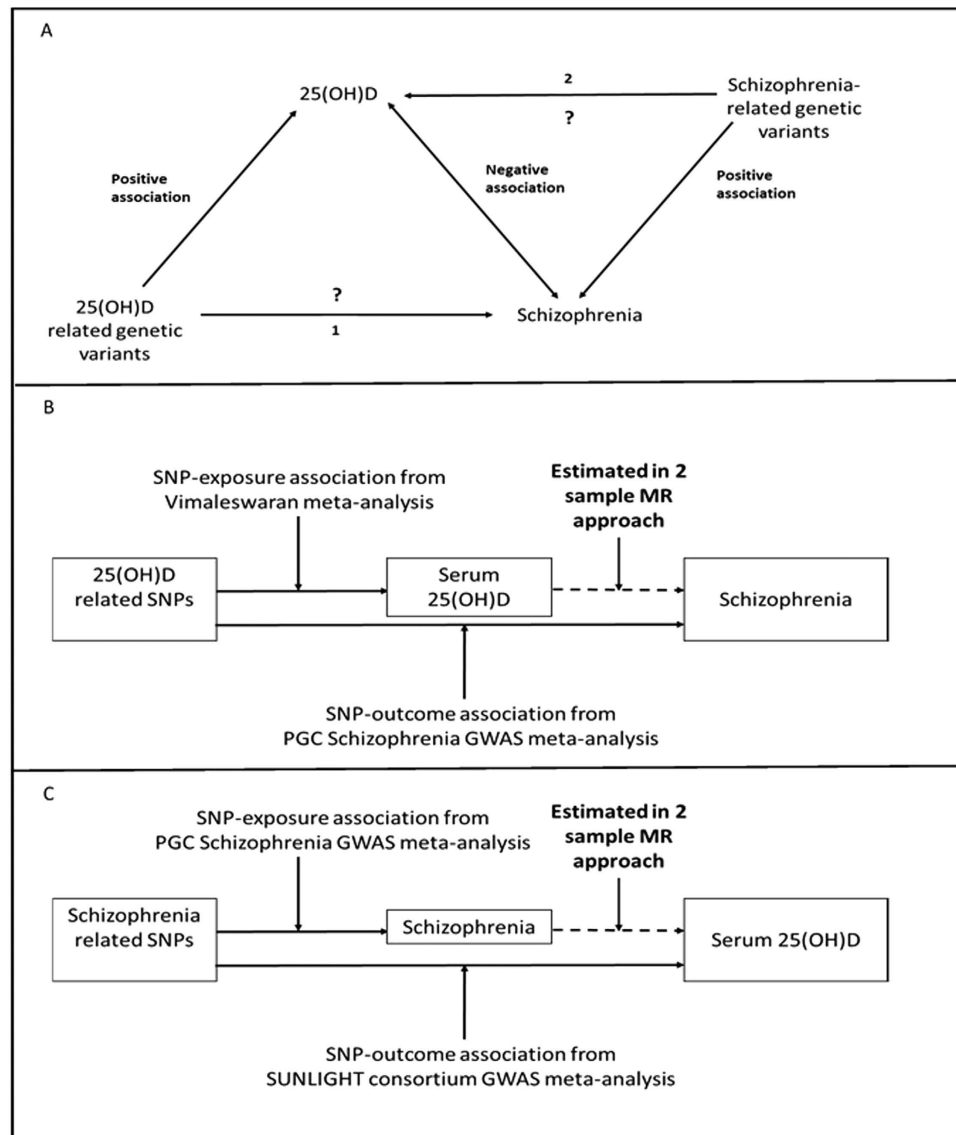 A
25(OH)D
2
?
Schizophrenia-
related genetic
variants
Positive
association
Negative
association
Positive
association
25(OH)D
related genetic
variants
?
1
Schizophrenia
B
SNP-exposure association from
Vimaleswaran meta-analysis
Estimated in 2
sample MR
approach
25(OH)D
related SNPs
Serum
25(OH)D
Schizophrenia
SNP-outcome association from
PGC Schizophrenia GWAS meta-analysis
C
SNP-exposure association from
PGC Schizophrenia GWAS meta-analysis
Estimated in 2
sample MR
approach
Schizophrenia
related SNPs
Schizophrenia
Serum 25(OH)D
SNP-outcome association from
SUNLIGHT consortium GWAS meta-analysis